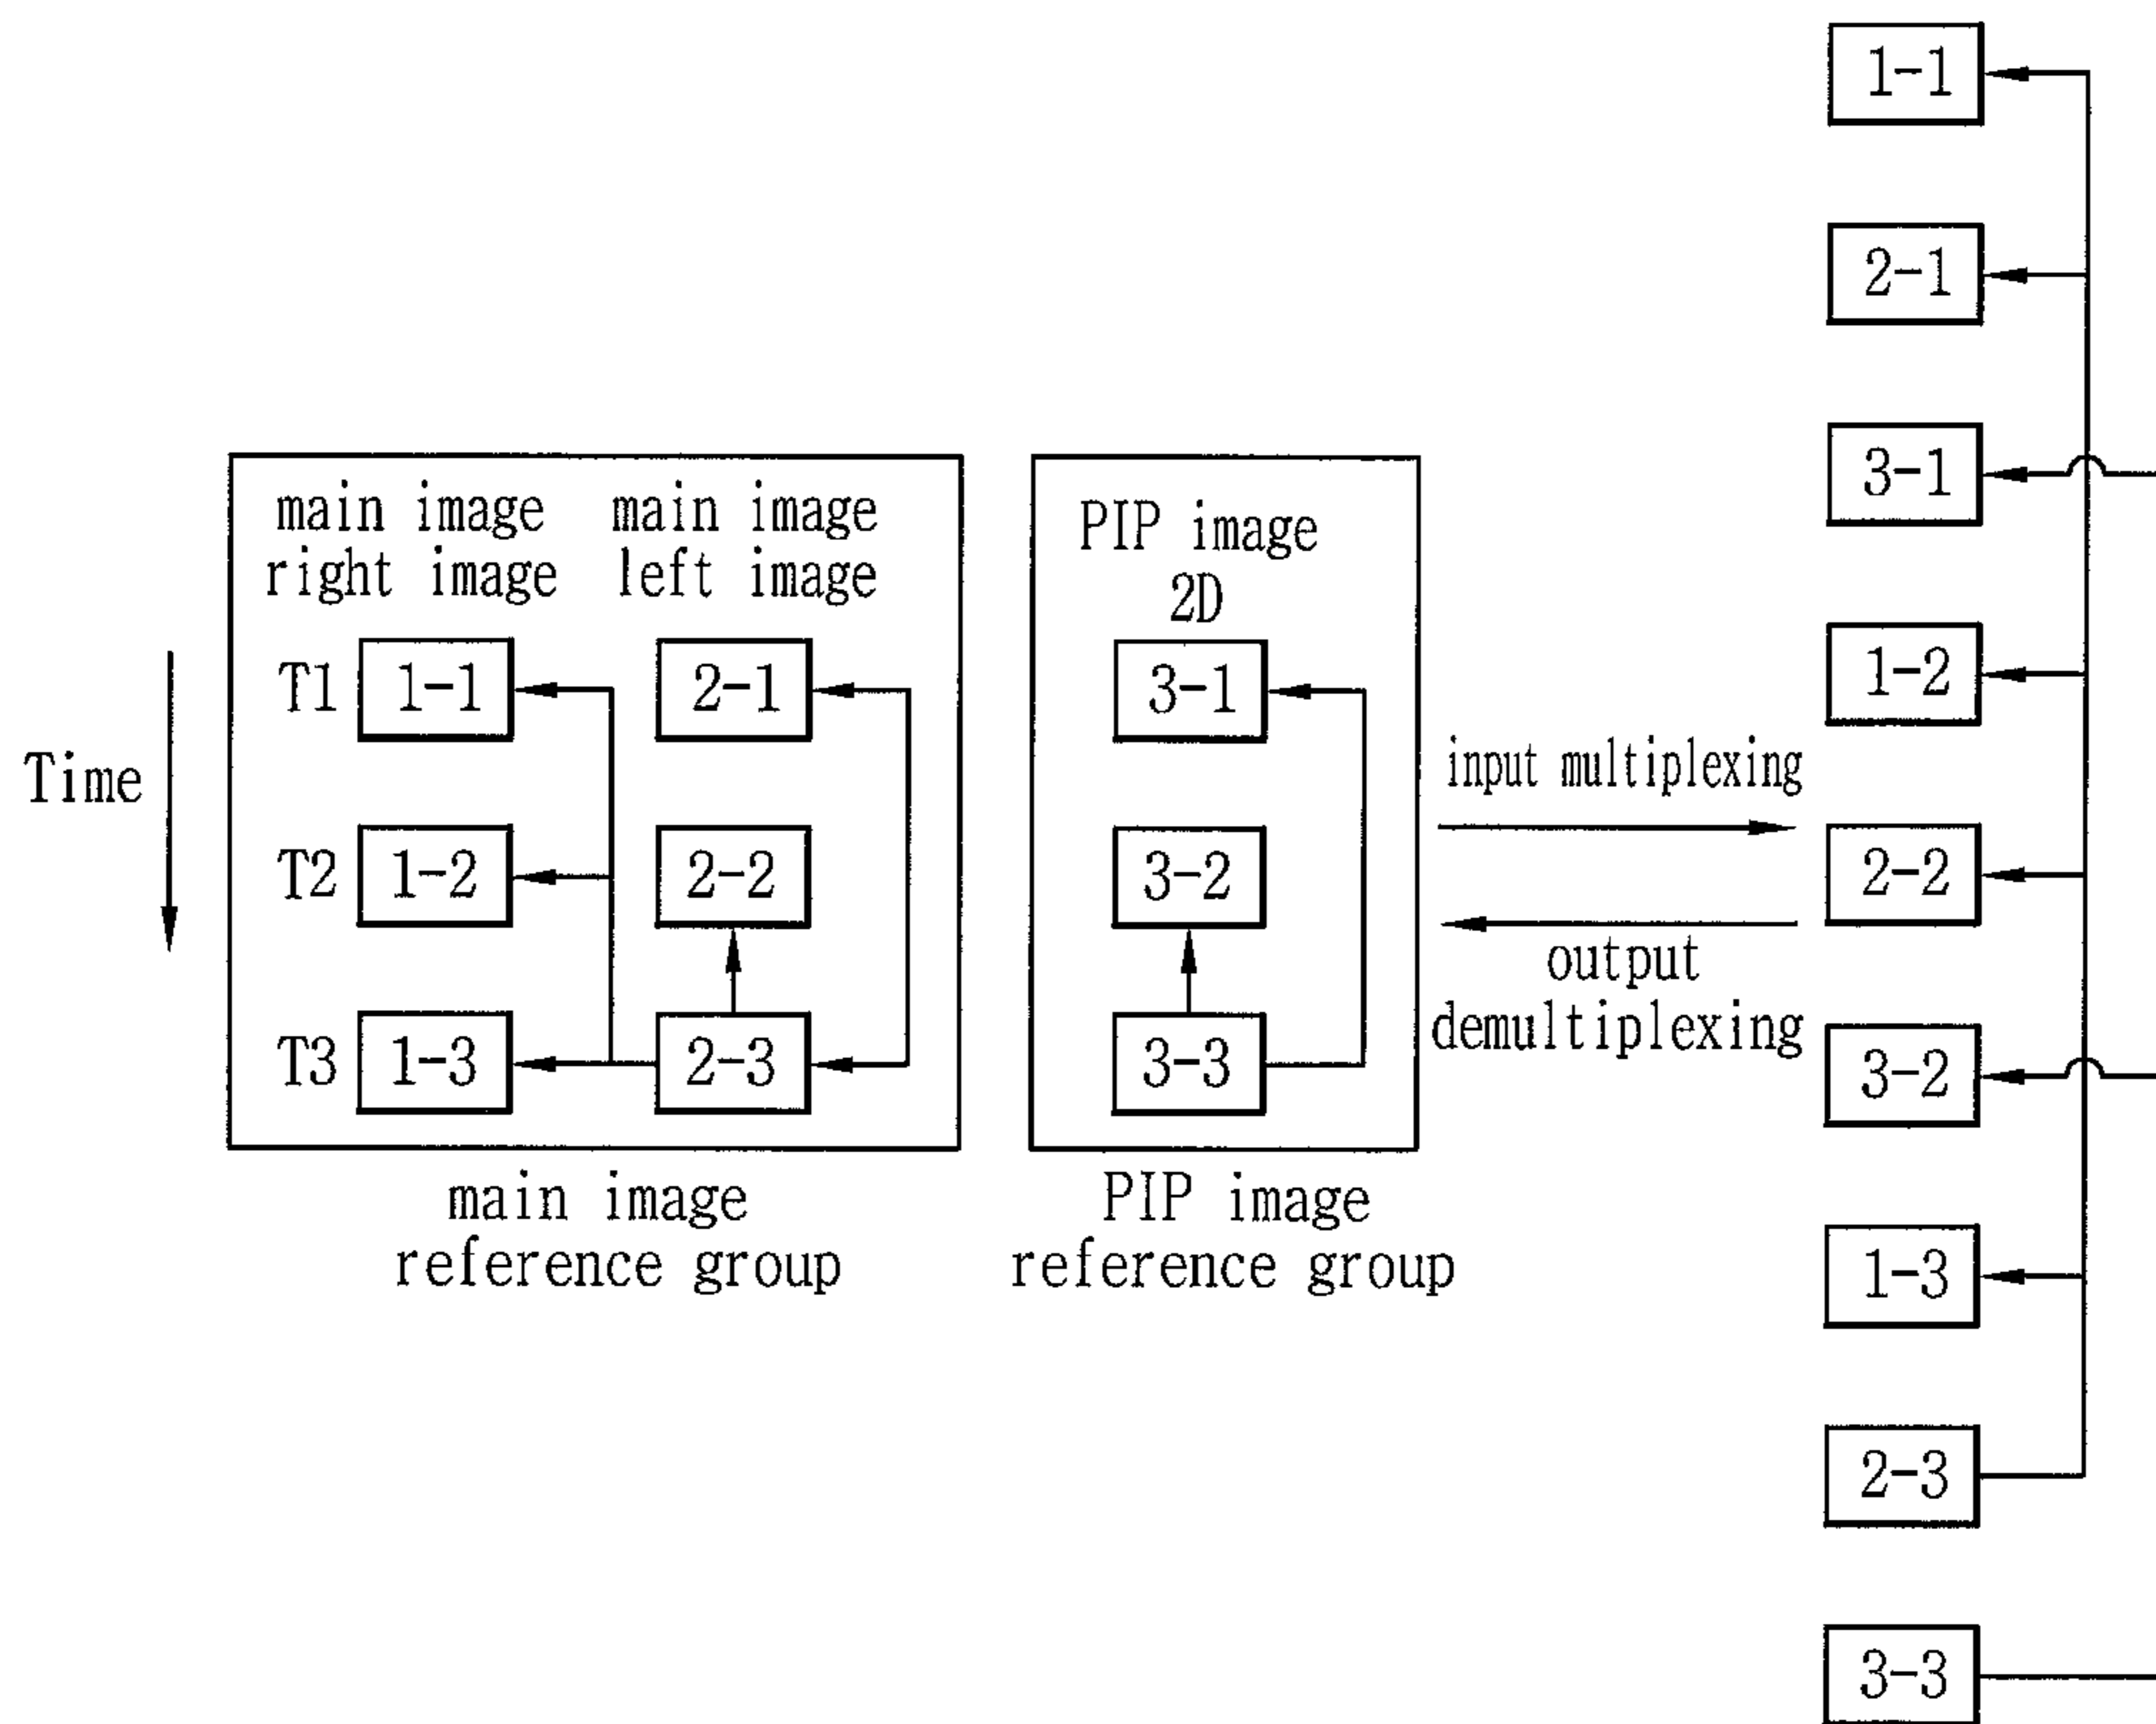 Time
main image
right image
main image
left image
T1
1-1
2-1
T2
1-2
2-2
T3
1-3
2-3
main image
reference group
PIP image
2D
3-1
3-2
3-3
PIP image
reference group
input multiplexing
output
demultiplexing
1-1
2-1
3-1
1-2
2-2
3-2
1-3
2-3
3-3